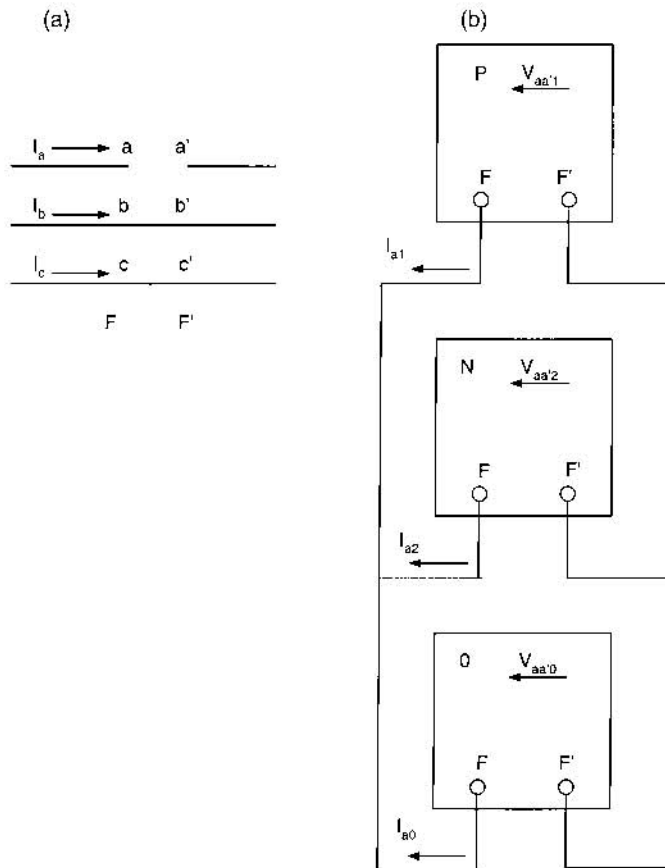 (a)
I_a a a'
I_b b b'
I_c c c'
F F'
(b)
P V_aa'1
F F'
I_a1
N V_aa'2
F F'
I_a2
0 V_aa'0
F F'
I_a0